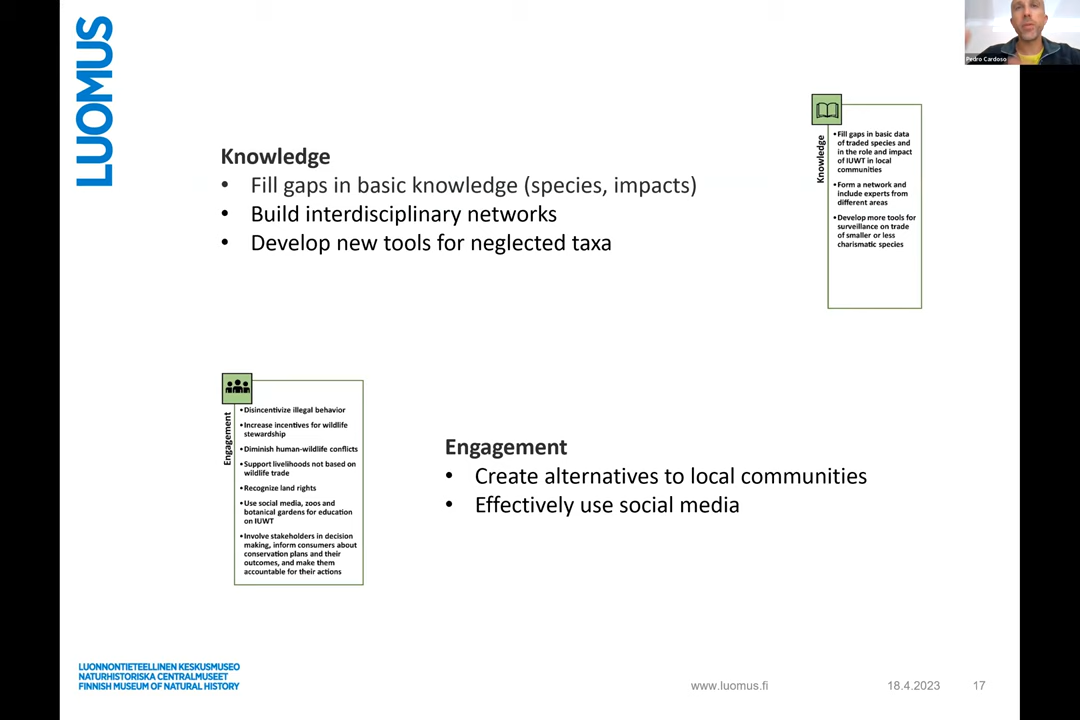 LUOMUS
Pedro Cardoso
Knowledge
• Fill gaps in basic knowledge (species, impacts)
• Build interdisciplinary networks
• Develop new tools for neglected taxa
Knowledge
• Fill gaps in basic data
of traded species and
in the role and impact
of IUWT in local
communities
• Form a network and
include experts from
different areas
• Develop more tools for
surveillance on trade
of smaller or less
charismatic species
Engagement
• Disincentivize illegal behavior
• Increase incentives for wildlife
stewardship
• Diminish human-wildlife conflicts
• Support livelihoods not based on
wildlife trade
• Recognize land rights
• Use social media, zoos and
botanical gardens for education
on IUWT
• Involve stakeholders in decision
making, inform consumers about
conservation plans and their
outcomes, and make them
accountable for their actions
Engagement
• Create alternatives to local communities
• Effectively use social media
LUONNONTIETEELLINEN KESKUSMUSEO
NATURHISTORISKA CENTRALMUSEET
FINNISH MUSEUM OF NATURAL HISTORY
www.luomus.fi
18.4.2023
17